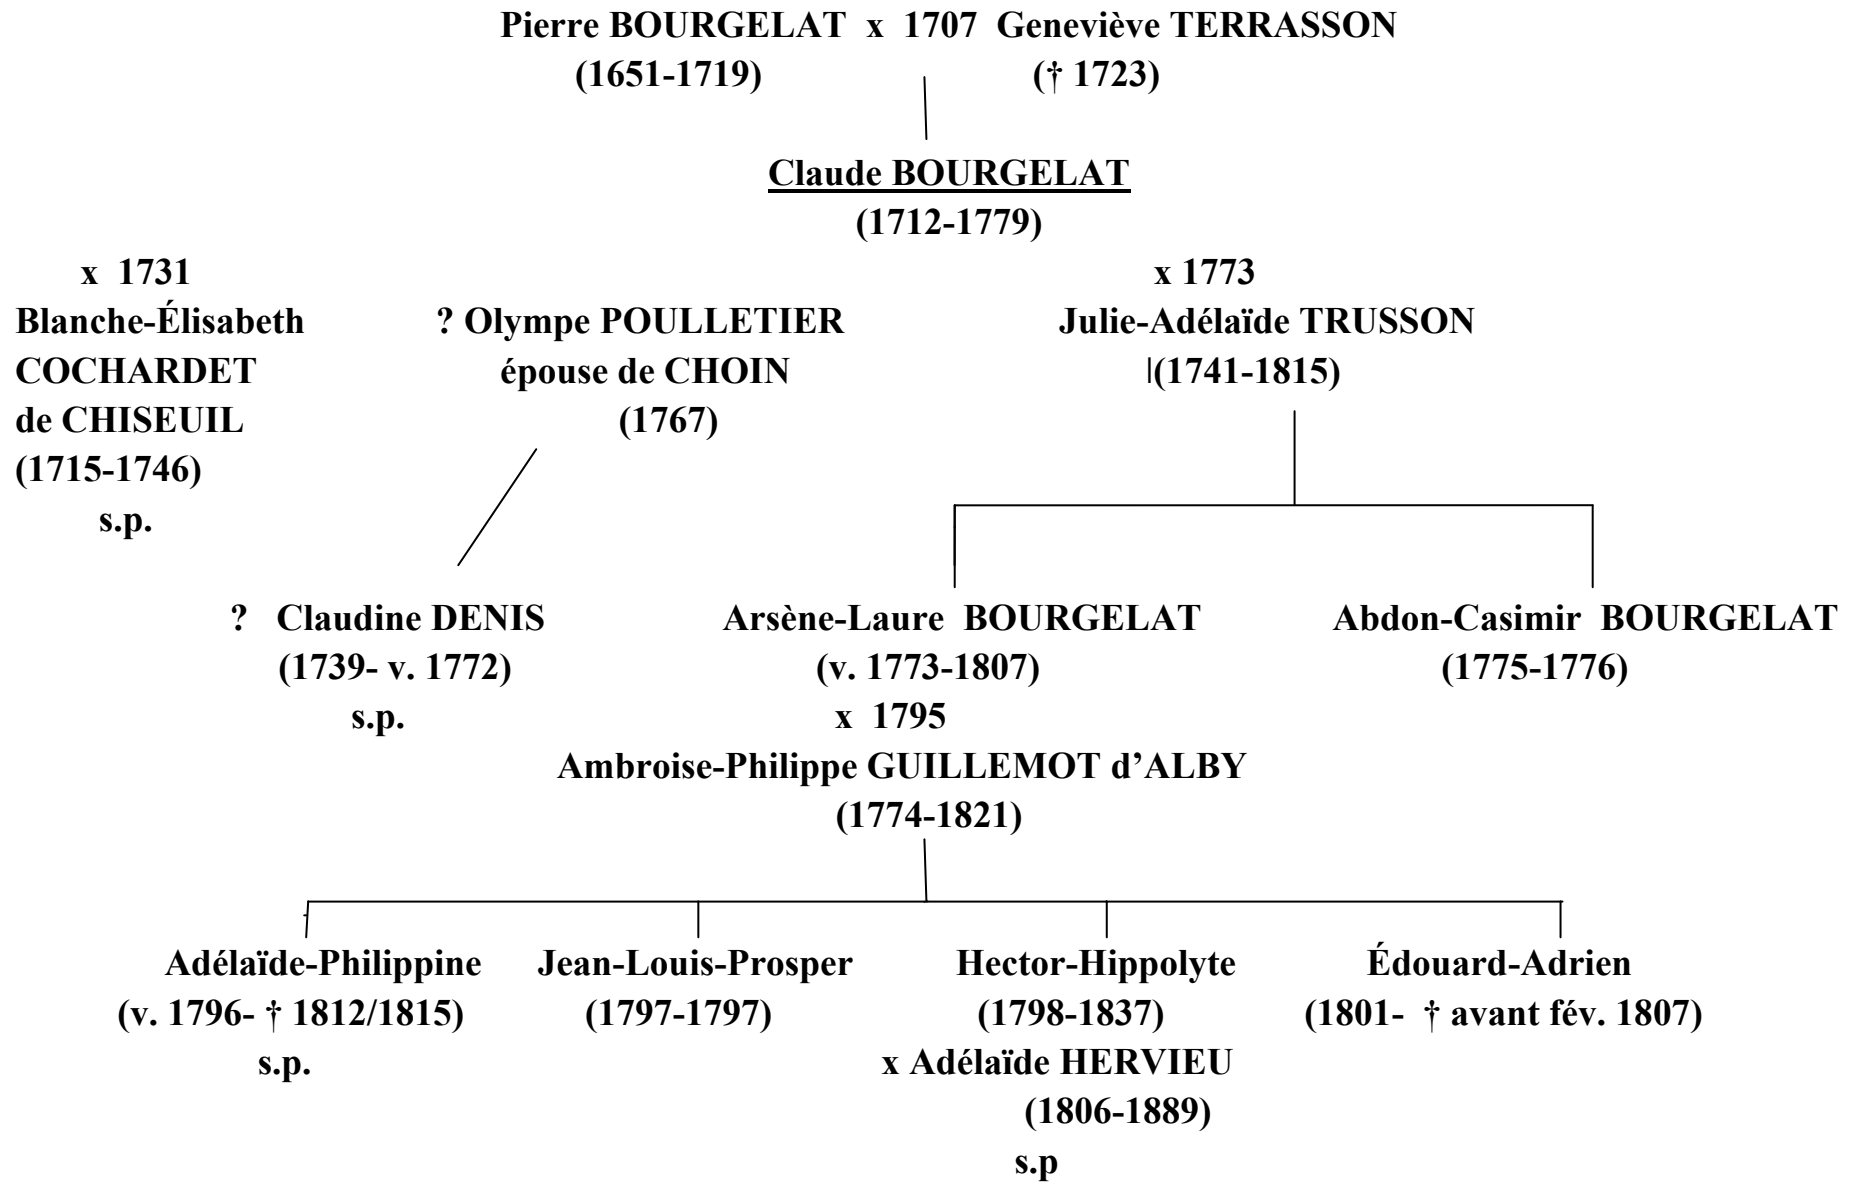 Pierre BOURGELAT x 1707 Geneviève TERRASSON
(1651-1719) († 1723)
Claude BOURGELAT
(1712-1779)
x 1731
Blanche-Élisabeth
COCHARDET
de CHISEUIL
(1715-1746)
s.p.
? Olympe POULLETIER
épouse de CHOIN
(1767)
x 1773
Julie-Adélaïde TRUSSON
(1741-1815)
? Claudine DENIS
(1739- v. 1772)
s.p.
Arsène-Laure BOURGELAT
(v. 1773-1807)
x 1795
Ambroise-Philippe GUILLEMOT d’ALBY
(1774-1821)
Abdon-Casimir BOURGELAT
(1775-1776)
Adélaïde-Philippine
(v. 1796- † 1812/1815)
s.p.
Jean-Louis-Prosper
(1797-1797)
Hector-Hippolyte
(1798-1837)
x Adélaïde HERVIEU
(1806-1889)
s.p
Édouard-Adrien
(1801- † avant fév. 1807)